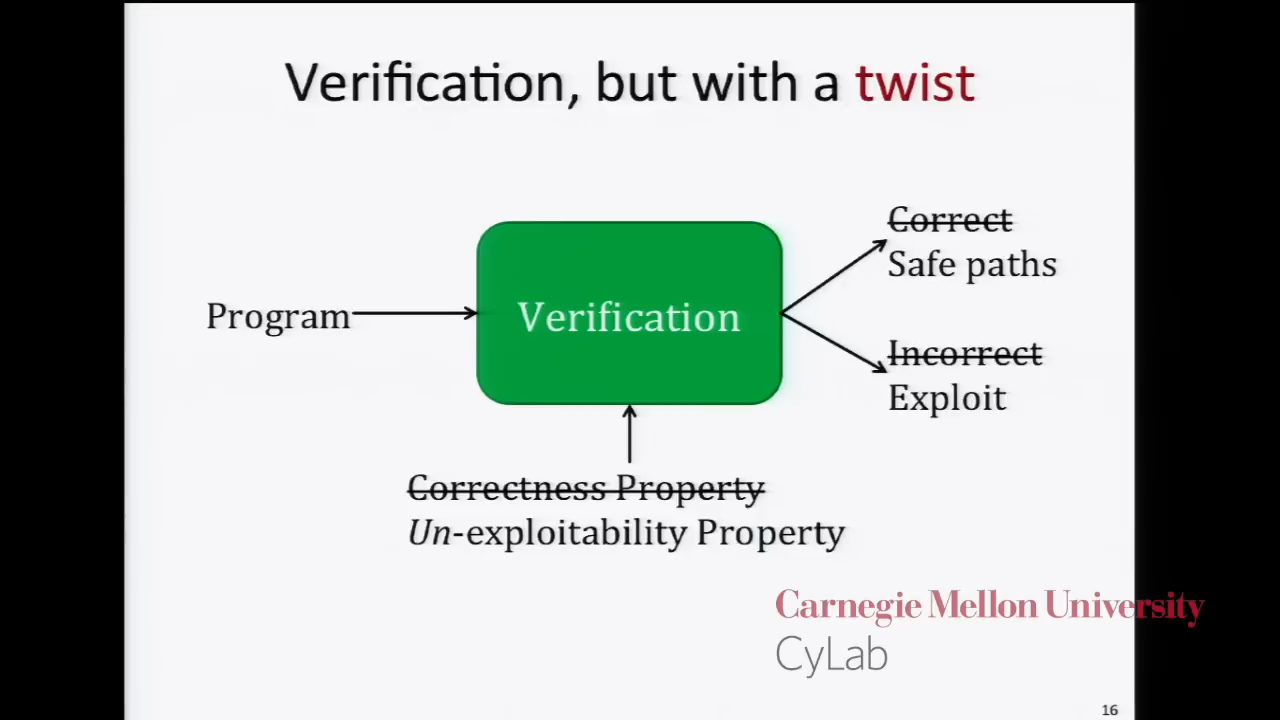 Verification, but with a twist
Correct
Safe paths
Program
Verification
Incorrect
Exploit
Correctness Property
Un-exploitability Property
Carnegie Mellon University
CyLab
16